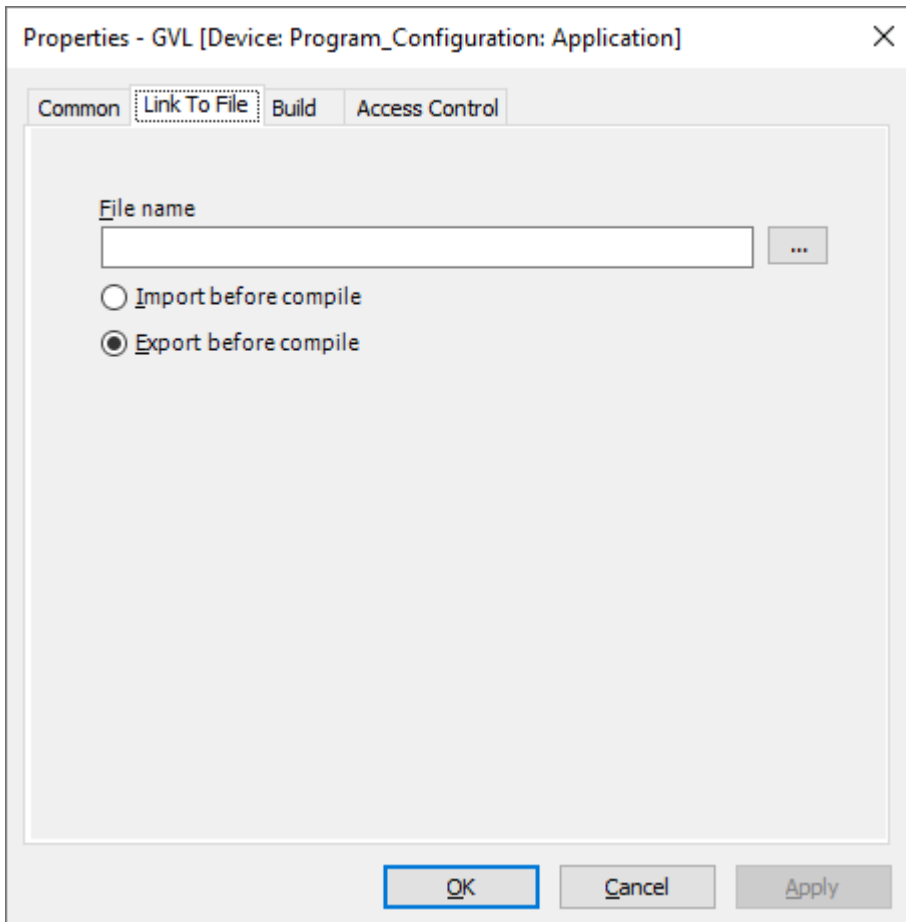 Properties - GVL [Device: Program_Configuration: Application]
Common Link To File Build Access Control
File name
...
Import before compile
Export before compile
OK Cancel Apply